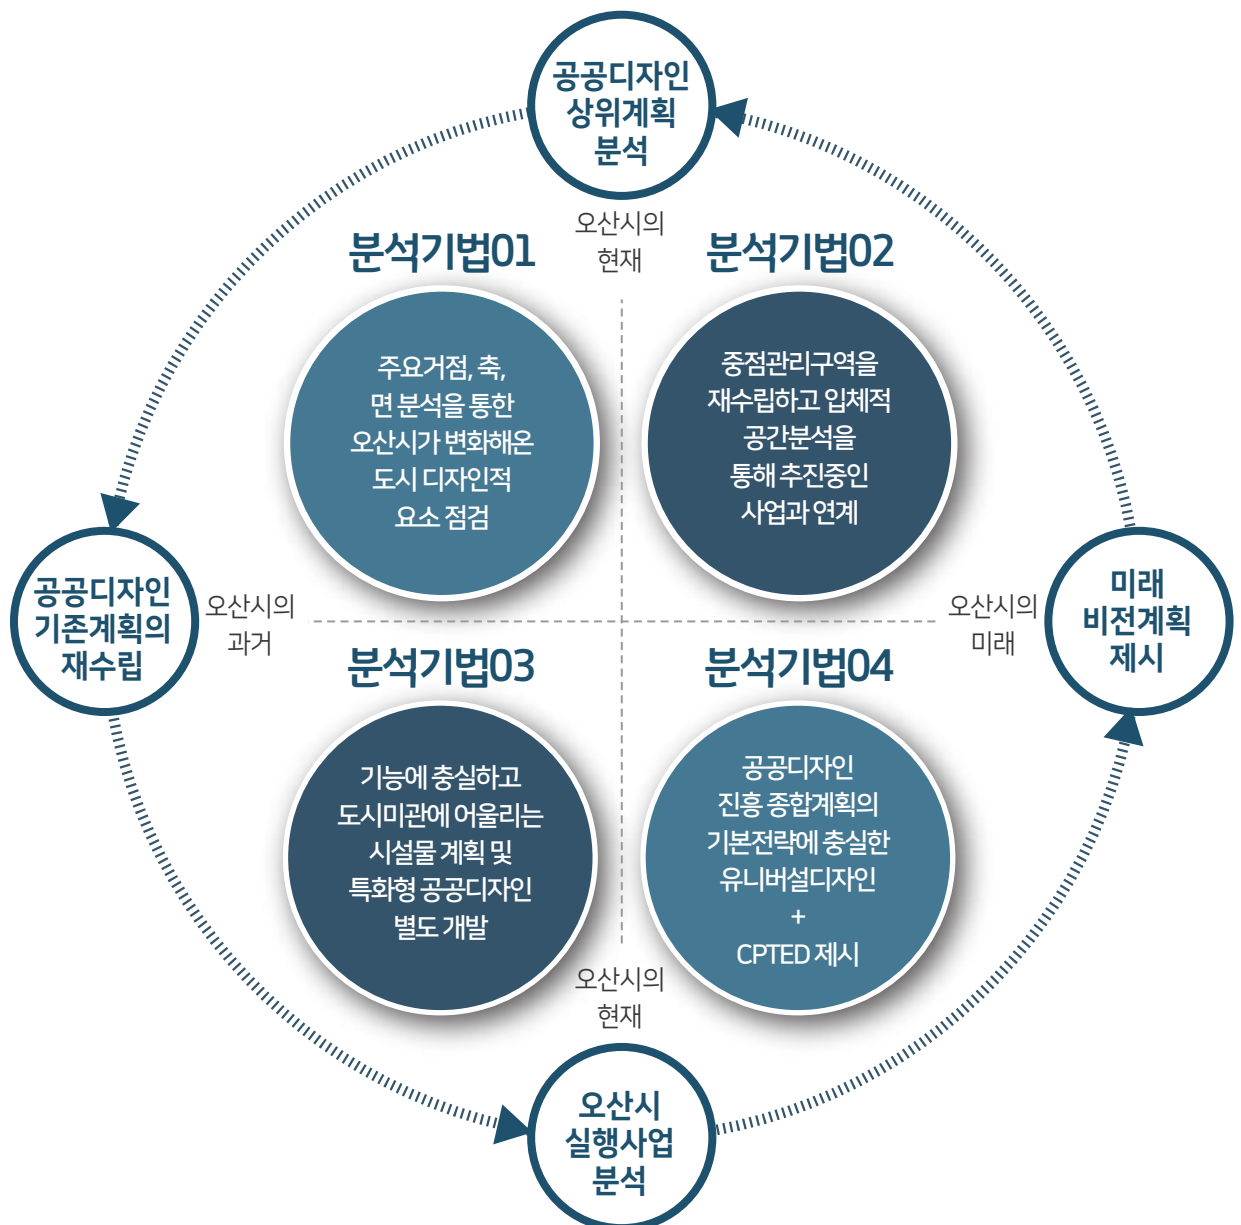 공공디자인
상위계획
분석
오산시의
현재
분석기법01
주요거점, 축,
면 분석을 통한
오산시가 변화해온
도시 디자인적
요소 점검
분석기법02
중점관리구역을
재수립하고 입체적
공간분석을
통해 추진중인
사업과 연계
공공디자인
기존계획의
재수립
오산시의
과거
오산시의
미래
미래
비전계획
제시
분석기법03
기능에 충실하고
도시미관에 어울리는
시설물 계획 및
특화형 공공디자인
별도 개발
분석기법04
공공디자인
진흥 종합계획의
기본전략에 충실한
유니버설디자인
+
CPTED 제시
오산시의
현재
오산시
실행사업
분석